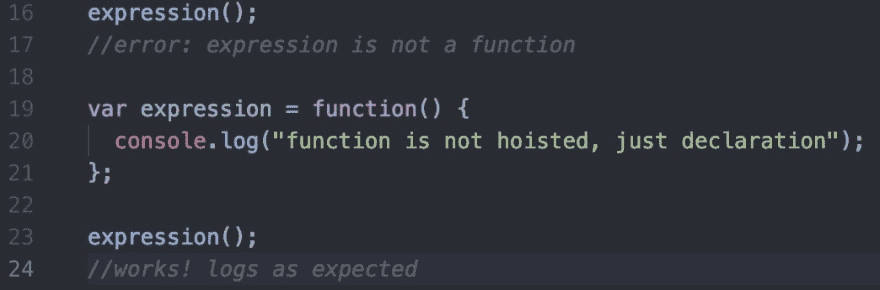 16 expression();
17 //error: expression is not a function
18
19 var expression = function() {
20 console.log("function is not hoisted, just declaration");
21 };
22
23 expression();
24 //works! logs as expected